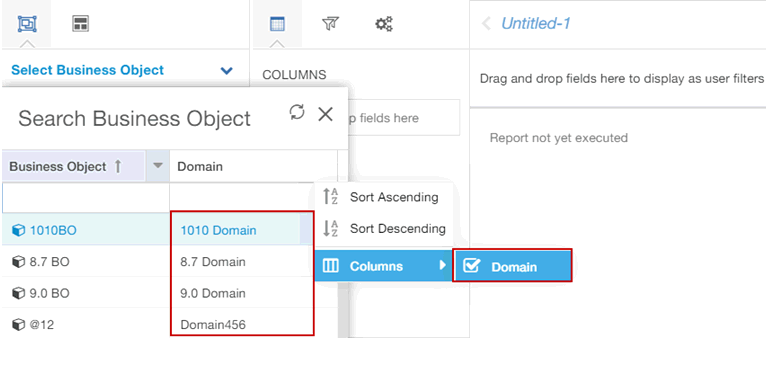 Untitled-1
Select Business Object
COLUMNS
Drag and drop fields here to display as user filters
Search Business Object
p fields here
Report not yet executed
Business Object
Domain
Sort Ascending
Sort Descending
Columns
Domain
1010BO
1010 Domain
8.7 BO
8.7 Domain
9.0 BO
9.0 Domain
@12
Domain456